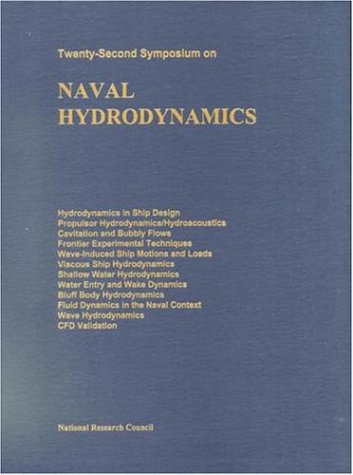 Twenty-Second Symposium on
NAVAL
HYDRODYNAMICS
Hydrodynamics in Ship Design
Propulsor Hydrodynamics/Hydroacoustics
Cavitation and Bubbly Flows
Frontier Experimental Techniques
Wave-Induced Ship Motions and Loads
Viscous Ship Hydrodynamics
Shallow Water Hydrodynamics
Water Entry and Wake Dynamics
Bluff Body Hydrodynamics
Fluid Dynamics in the Naval Context
Wave Hydrodynamics
CFD Validation
National Research Council